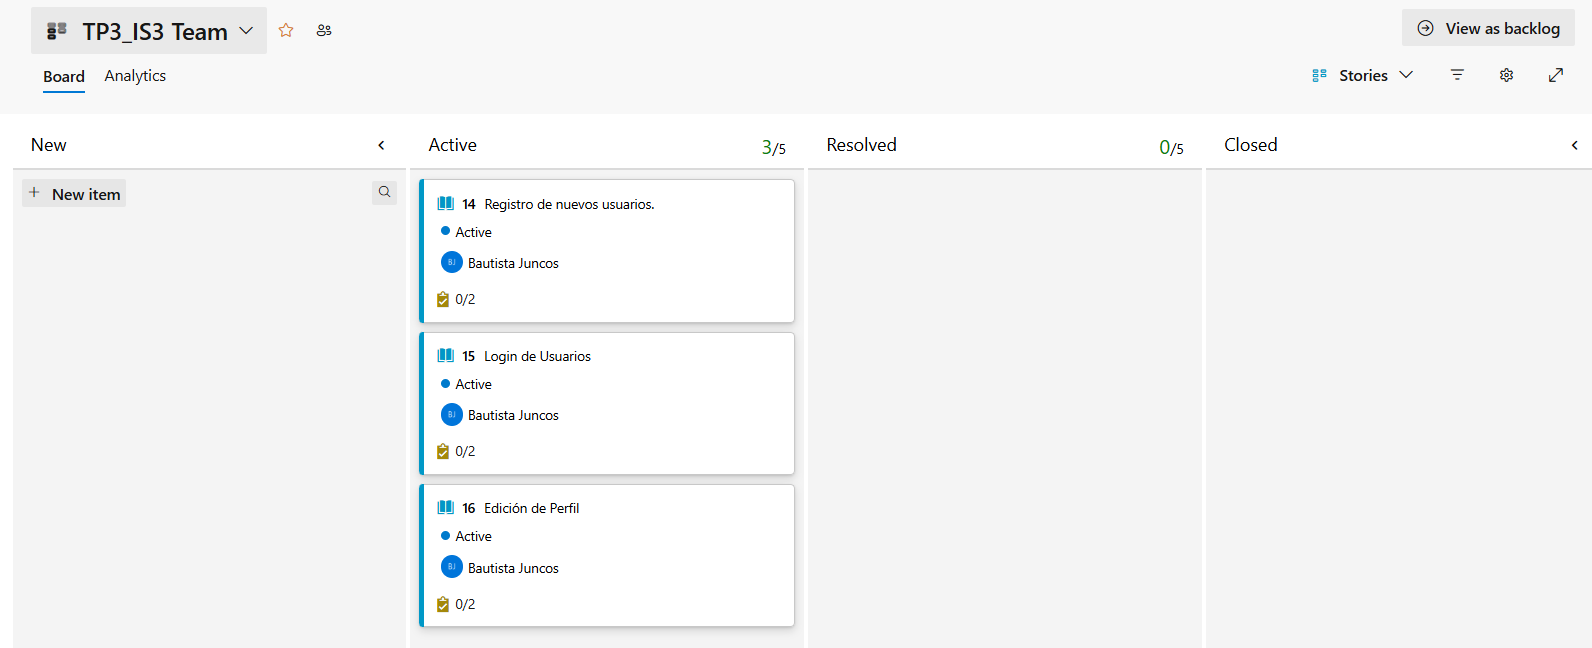 TP3_IS3 Team
View as backlog
Board Analytics
Stories
New
Active 3/5
Resolved 0/5
Closed
+ New item
14 Registro de nuevos usuarios.
Active
BJ Bautista Juncos
0/2
15 Login de Usuarios
Active
BJ Bautista Juncos
0/2
16 Edición de Perfil
Active
BJ Bautista Juncos
0/2